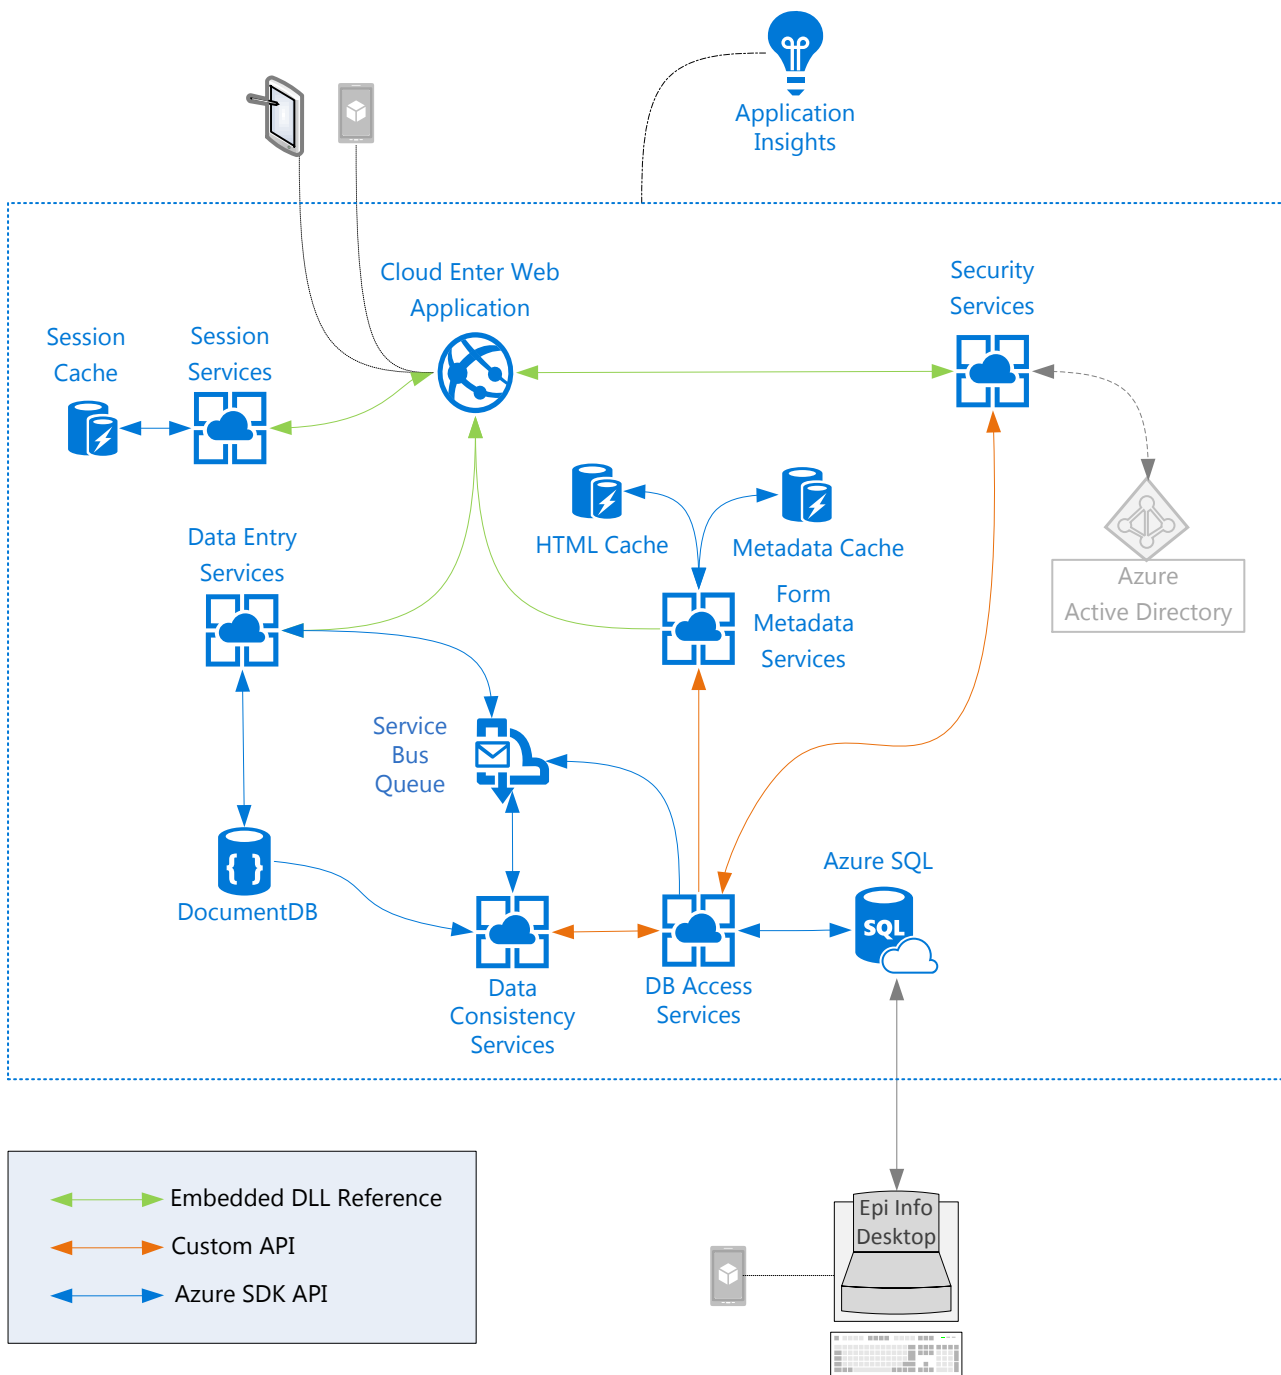 Application
Insights
Cloud Enter Web
Application
Security
Services
Session
Cache
Session
Services
HTML Cache
Metadata Cache
Data Entry
Services
Form
Metadata
Services
Azure
Active Directory
Service
Bus
Queue
Azure SQL
{ }
SQL
DocumentDB
Data
Consistency
Services
DB Access
Services
Embedded DLL Reference
Custom API
Azure SDK API
Epi Info
Desktop